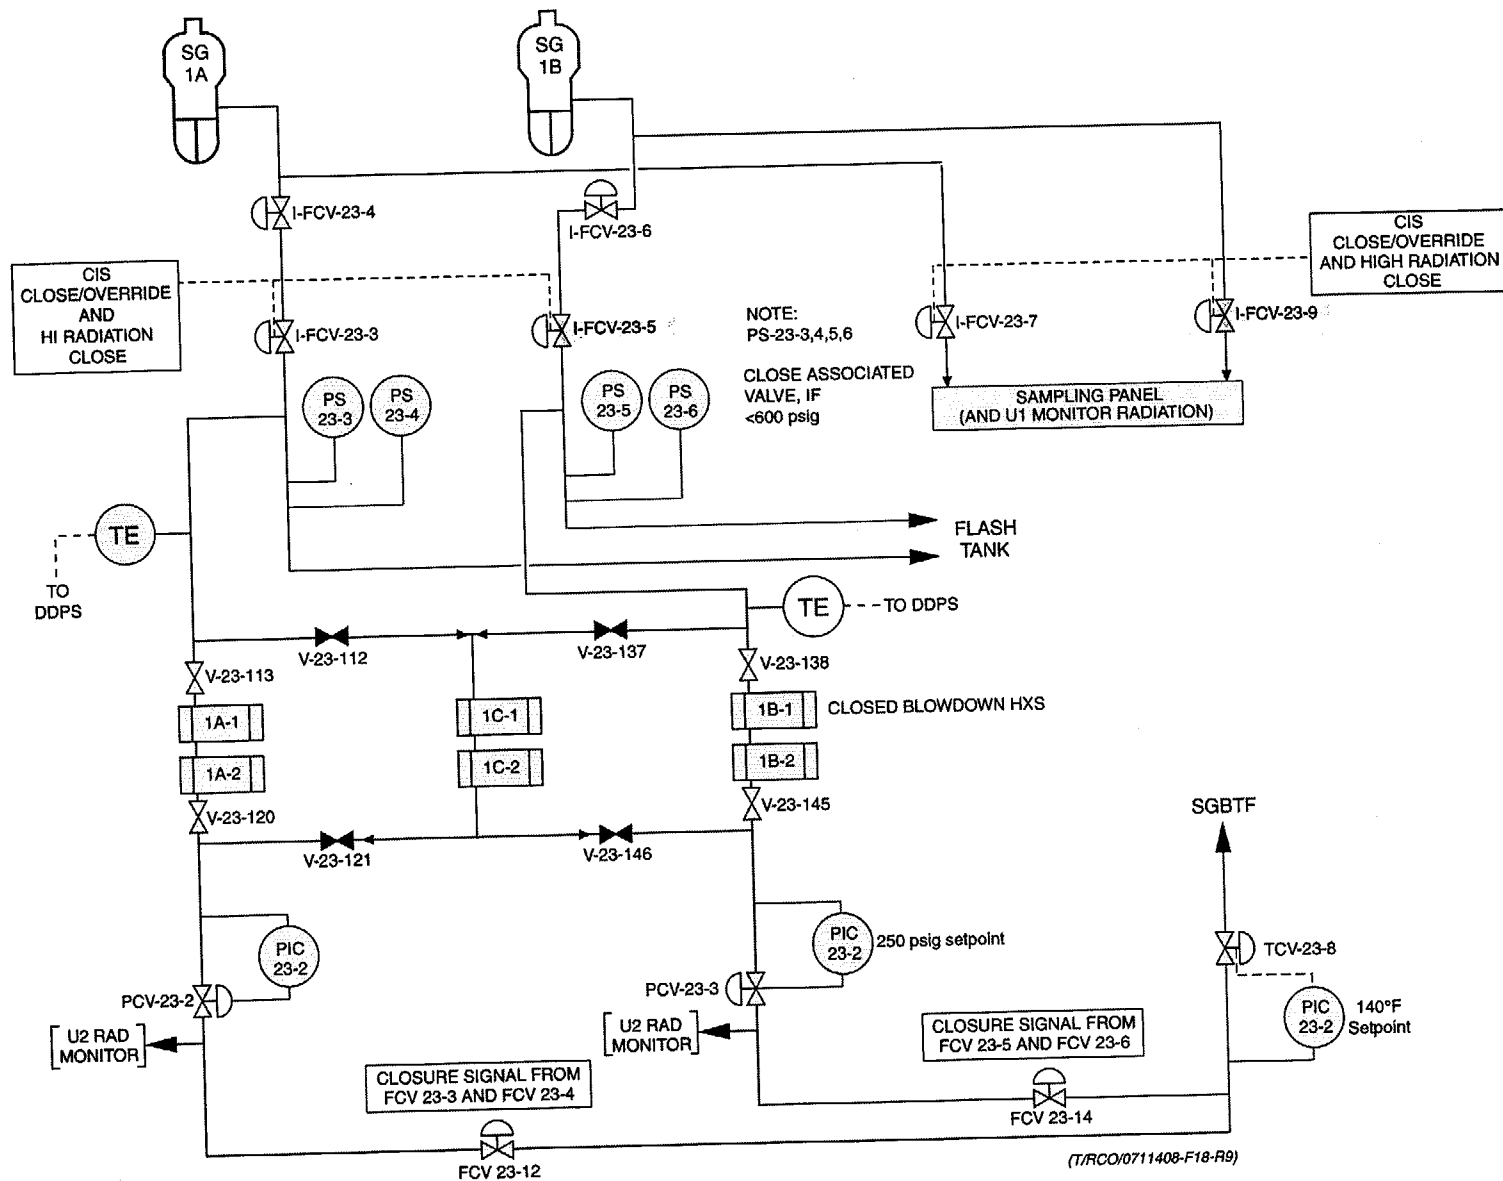 SG
1A
SG
1B
I-FCV-23-4
I-FCV-23-6
CIS
CLOSE/OVERRIDE
AND
HI RADIATION
CLOSE
CIS
CLOSE/OVERRIDE
AND HIGH RADIATION
CLOSE
I-FCV-23-3
I-FCV-23-5
I-FCV-23-7
I-FCV-23-9
NOTE:
PS-23-3,4,5,6
CLOSE ASSOCIATED
VALVE, IF
<600 psig
PS
23-3
PS
23-4
PS
23-5
PS
23-6
SAMPLING PANEL
(AND U1 MONITOR RADIATION)
TE
TO
DDPS
FLASH
TANK
TE
TO DDPS
V-23-112
V-23-137
V-23-113
V-23-138
1A-1
1C-1
1B-1
CLOSED BLOWDOWN HXS
1A-2
1C-2
1B-2
V-23-120
V-23-145
V-23-121
V-23-146
SGBTF
PIC
23-2
PIC
23-2
250 psig setpoint
TCV-23-8
PCV-23-2
PCV-23-3
PIC
23-2
140°F
Setpoint
U2 RAD
MONITOR
U2 RAD
MONITOR
CLOSURE SIGNAL FROM
FCV 23-5 AND FCV 23-6
CLOSURE SIGNAL FROM
FCV 23-3 AND FCV 23-4
FCV 23-14
FCV 23-12
(T/RCO/0711408-F18-R9)